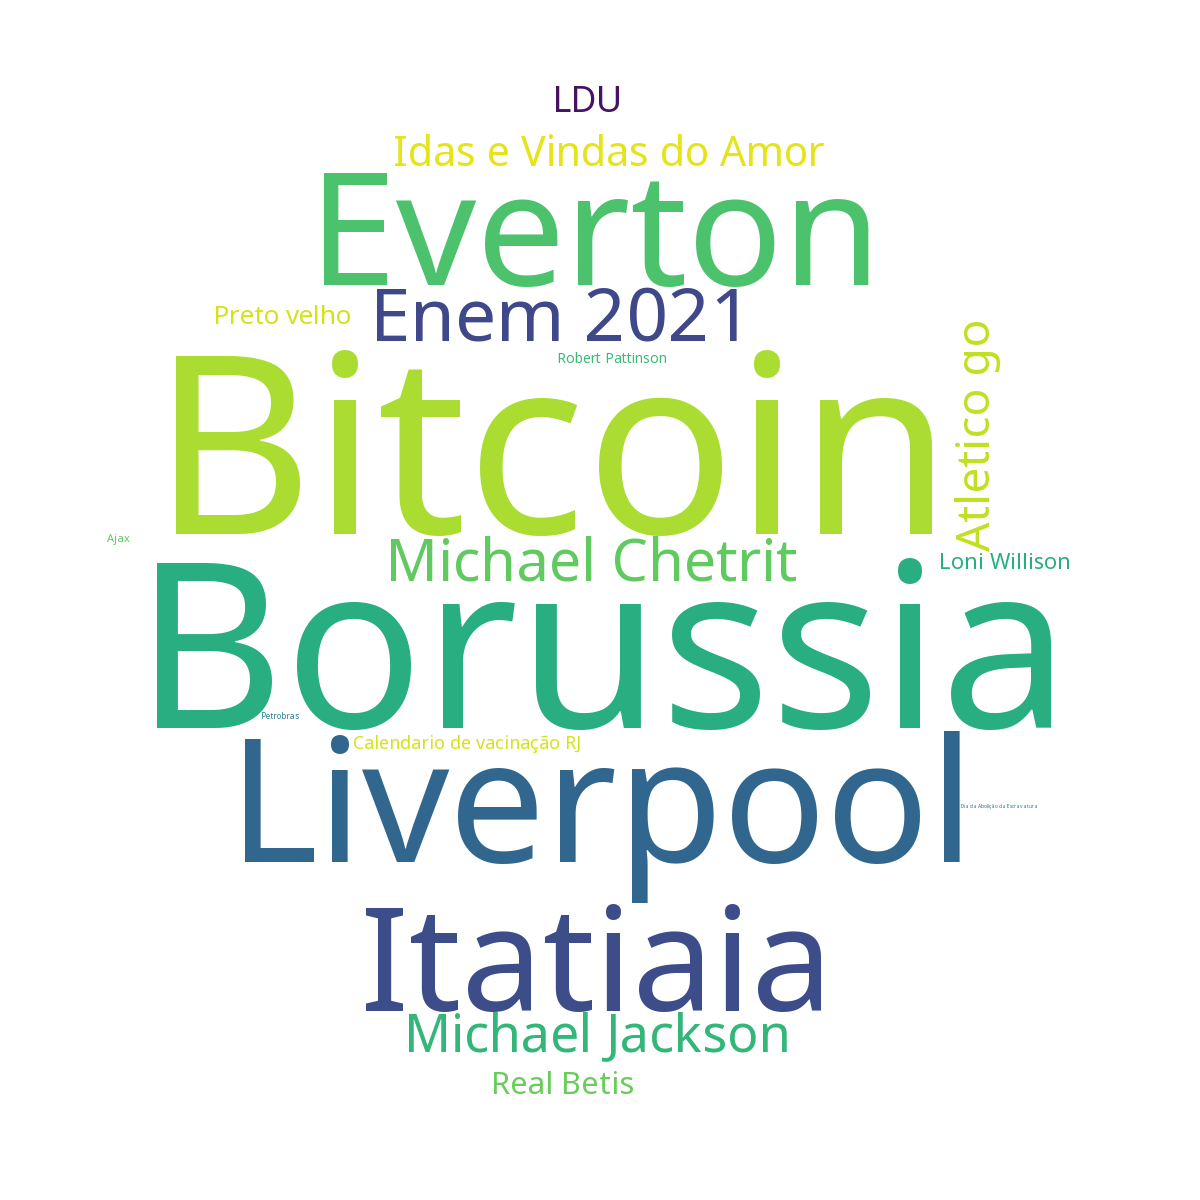 LDU
Idas e Vindas do Amor
Everton
Preto velho
Enem 2021
Robert Pattinson
Bitcoin
Atletico go
Ajax
Michael Chetrit
Loni Willison
Borussia
Petrobras
Calendario de vacinação RJ
Liverpool
Dia da Abolição da Escravatura
Itatiaia
Michael Jackson
Real Betis